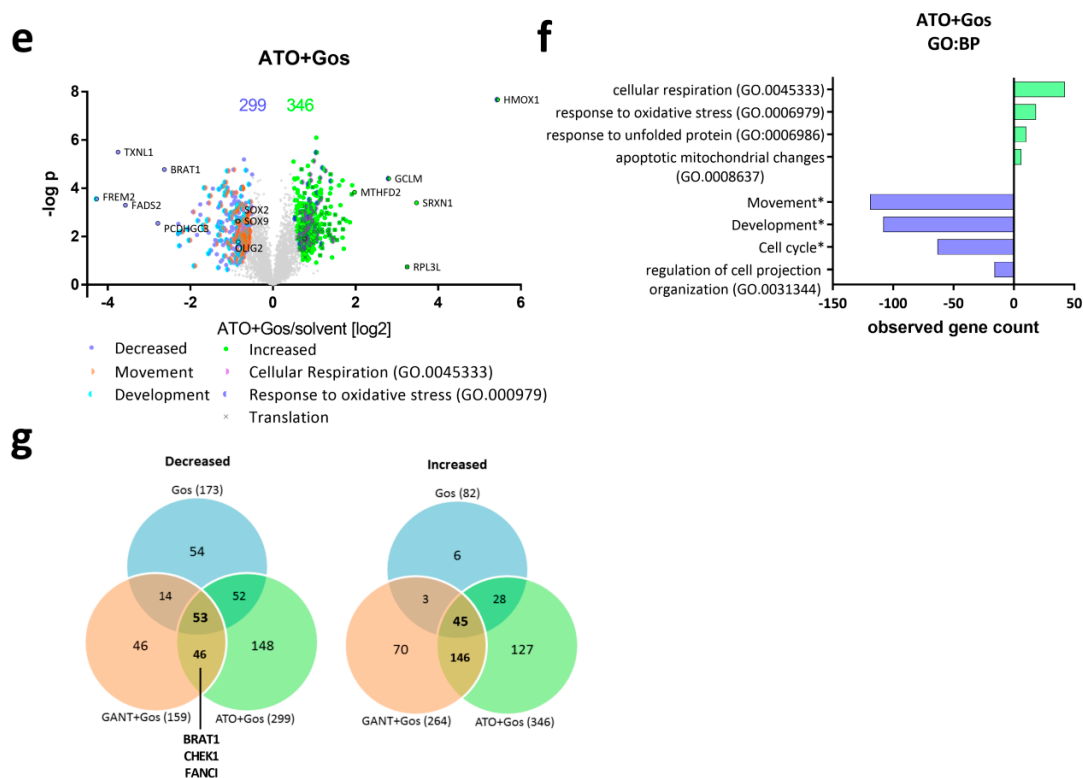 e
ATO+Gos
299 346
8
6
4
2
0
-log p
HMOX1
TXNL1
BRAT1
GCLM
MTHFD2
SRXN1
FREM2
FADS2
SOX2
SOX9
PCDHGC3
OLIG2
RPL3L
-4 -2 0 2 4 6
ATO+Gos/solvent [log2]
Decreased
Increased
Movement
Cellular Respiration (GO.0045333)
Development
Response to oxidative stress (GO.000979)
Translation
f
ATO+Gos
GO:BP
cellular respiration (GO.0045333)
response to oxidative stress (GO.0006979)
response to unfolded protein (GO:0006986)
apoptotic mitochondrial changes
(GO.0008637)
Movement*
Development*
Cell cycle*
regulation of cell projection
organization (GO.0031344)
-150 -100 -50 0 50
observed gene count
g
Decreased
Gos (173)
54
14
52
53
46
46
148
GANT+Gos (159)
ATO+Gos (299)
BRAT1
CHEK1
FANCI
Increased
Gos (82)
6
3
28
45
70
146
127
GANT+Gos (264)
ATO+Gos (346)